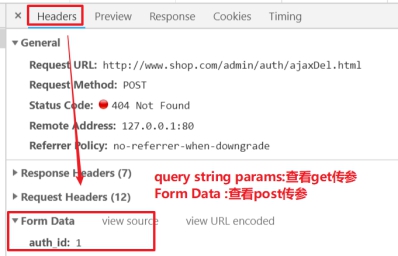 × Headers Preview Response Cookies Timing
▼ General
Request URL: http://www.shop.com/admin/auth/ajaxDel.html
Request Method: POST
Status Code: 404 Not Found
Remote Address: 127.0.0.1:80
Referrer Policy: no-referrer-when-downgrade
▶ Response Headers (7)
query string params:查看get传参
▶ Request Headers (12)
Form Data :查看post传参
▼ Form Data view source view URL encoded
auth_id: 1